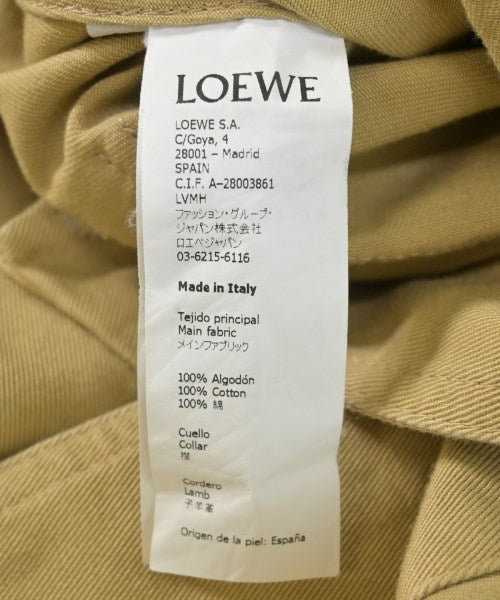 LOEWE
LOEWE S.A.
C/Goya, 4
28001 – Madrid
SPAIN
C.I.F. A–28003861
LVMH
ファッション・グループ・
ジャパン株式会社
ロエベジャパン
03-6215-6116
Made in Italy
Tejido principal
Main fabric
メインファブリック
100% Algodón
100% Cotton
100% 綿
Cuello
Collar
襟
Cordero
Lamb
子羊革
Origen de la piel: España